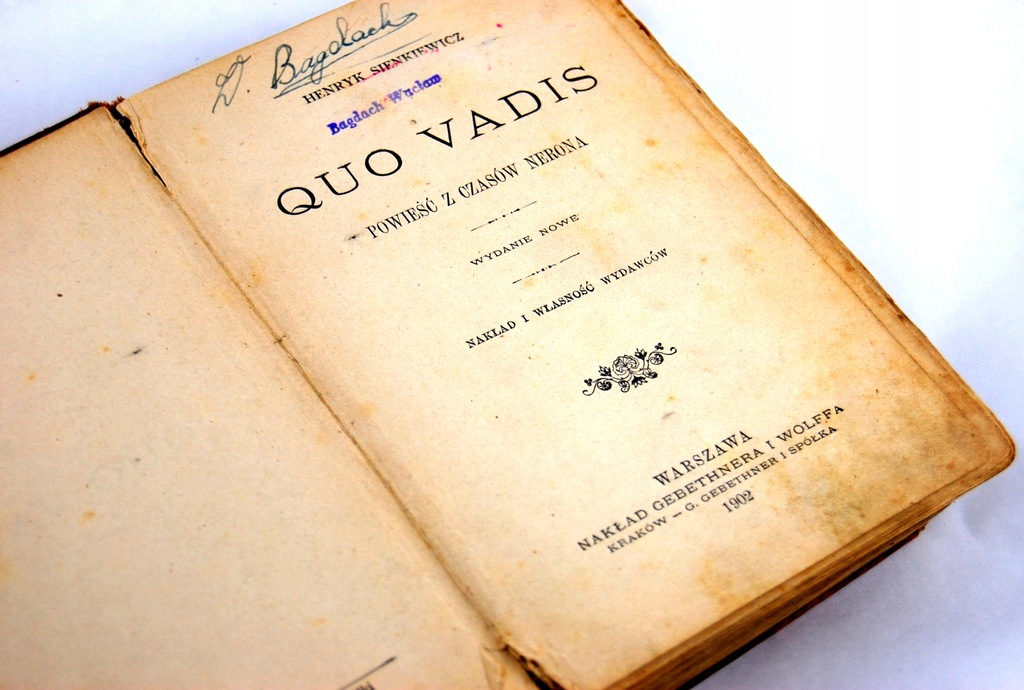 W. Bagdach
HENRYK SIENKIEWICZ
Bagdach Wacław
QUO VADIS
POWIEŚĆ Z CZASÓW NERONA
WYDANIE NOWE
NAKŁAD I WŁASNOŚĆ WYDAWCÓW
WARSZAWA
NAKŁAD GEBETHNERA I WOLFFA
KRAKÓW — G. GEBETHNER I SPÓŁKA
1902